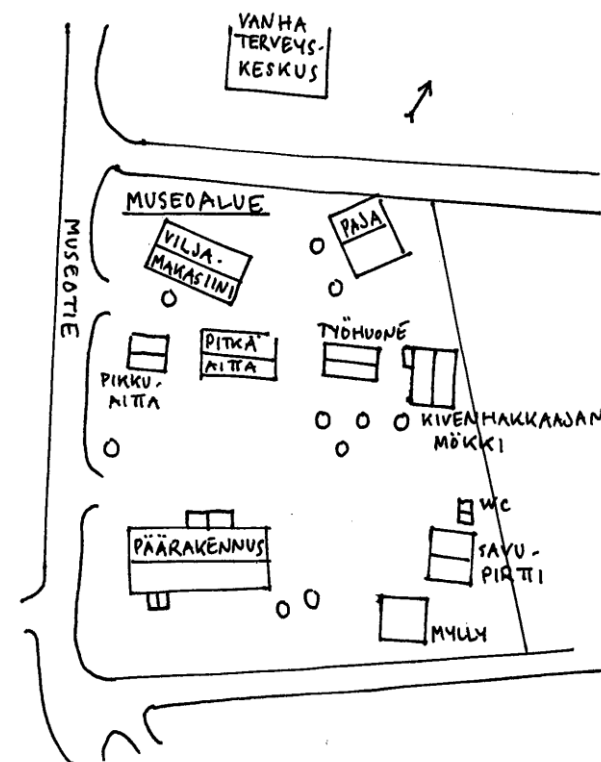 VANHA
TERVEYS-
KESKUS
MUSEOALUE
PAJA
VILJA-
MAKASIINI
MUSEOTIE
TYÖHUONE
PITKÄ
AITTA
PIKKU-
AITTA
KIVENHAKKAAJAN
MÖKKI
WC
PÄÄRAKENNUS
SAVU-
PIRTTI
MYLLY